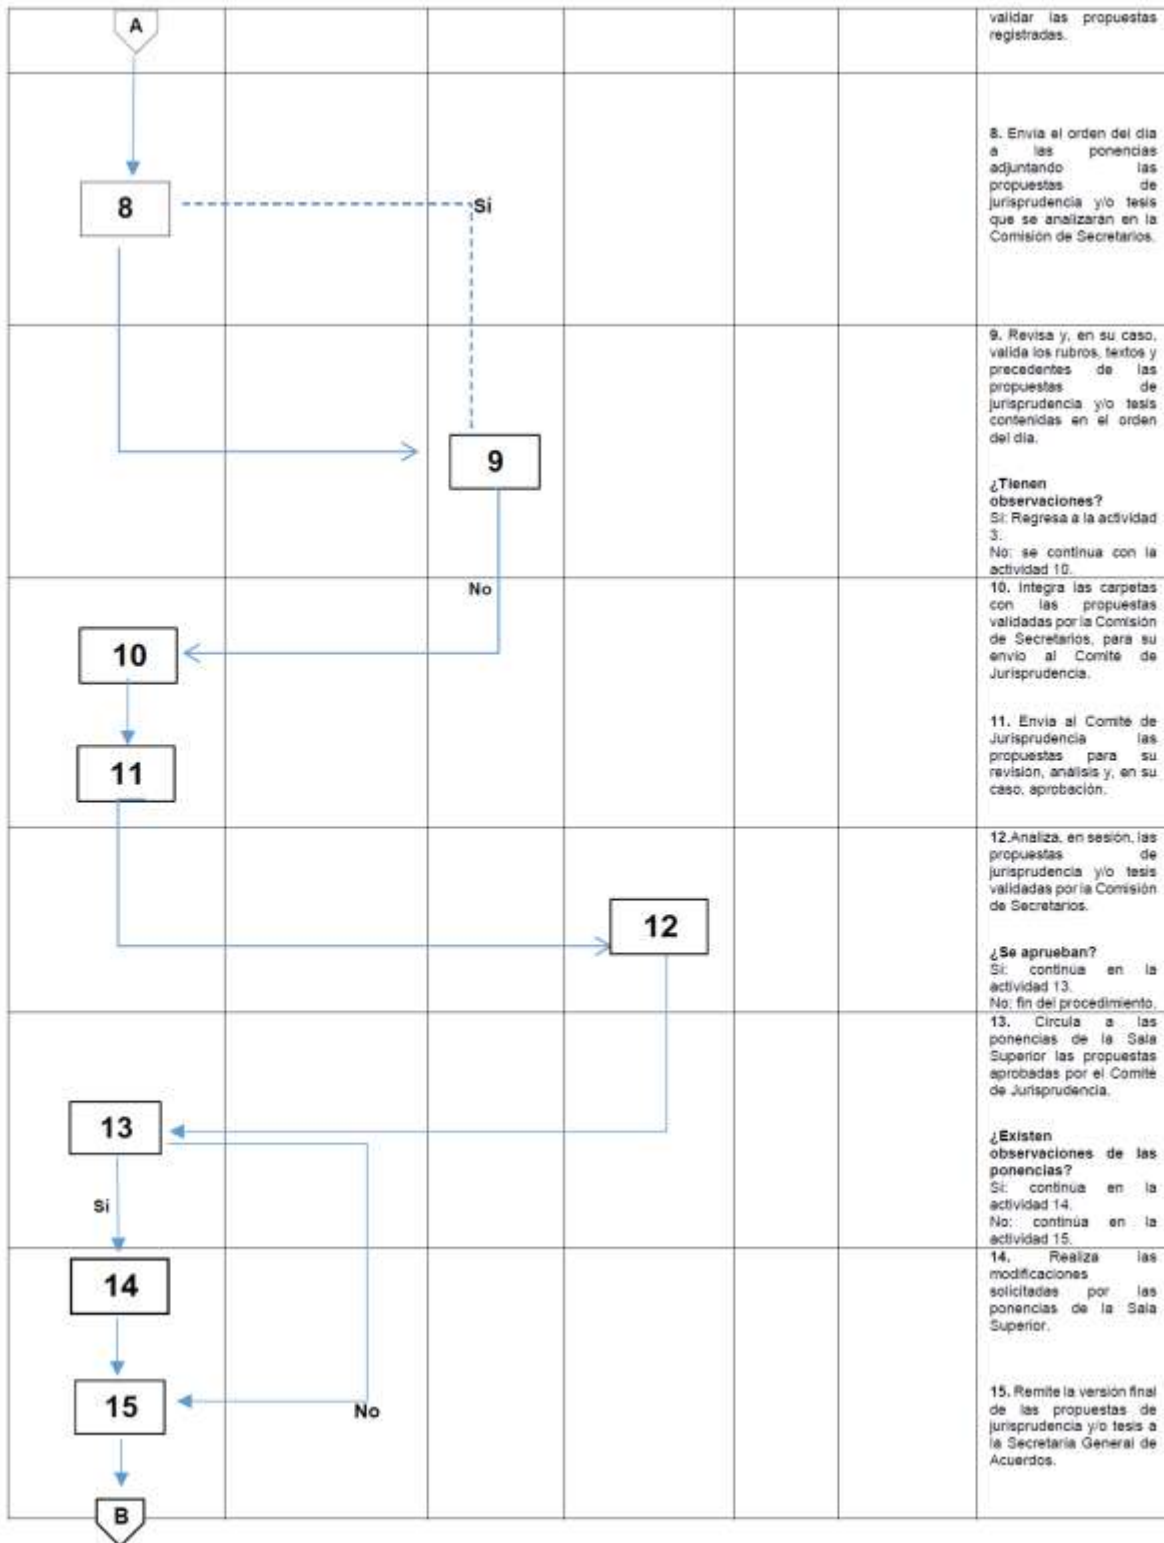 A
validar las propuestas
registradas.
8
Sí
8. Envía el orden del día
a las ponencias
adjuntando las
propuestas de
jurisprudencia y/o tesis
que se analizarán en la
Comisión de Secretarios.
9
9. Revisa y, en su caso,
valida los rubros, textos y
precedentes de las
propuestas de
jurisprudencia y/o tesis
contenidas en el orden
del día.
¿Tienen
observaciones?
Sí: Regresa a la actividad
3.
No: se continua con la
actividad 10.
No
10
10. Integra las carpetas
con las propuestas
validadas por la Comisión
de Secretarios, para su
envío al Comité de
Jurisprudencia.
11
11. Envía al Comité de
Jurisprudencia las
propuestas para su
revisión, análisis y, en su
caso, aprobación.
12
12.Analiza, en sesión, las
propuestas de
jurisprudencia y/o tesis
validadas por la Comisión
de Secretarios.
¿Se aprueban?
Sí: continúa en la
actividad 13.
No: fin del procedimiento.
13
13. Circula a las
ponencias de la Sala
Superior las propuestas
aprobadas por el Comité
de Jurisprudencia.
¿Existen
observaciones de las
ponencias?
Sí: continúa en la
actividad 14.
No: continúa en la
actividad 15.
Sí
14
14. Realiza las
modificaciones
solicitadas por las
ponencias de la Sala
Superior.
15
No
15. Remite la versión final
de las propuestas de
jurisprudencia y/o tesis a
la Secretaría General de
Acuerdos.
B